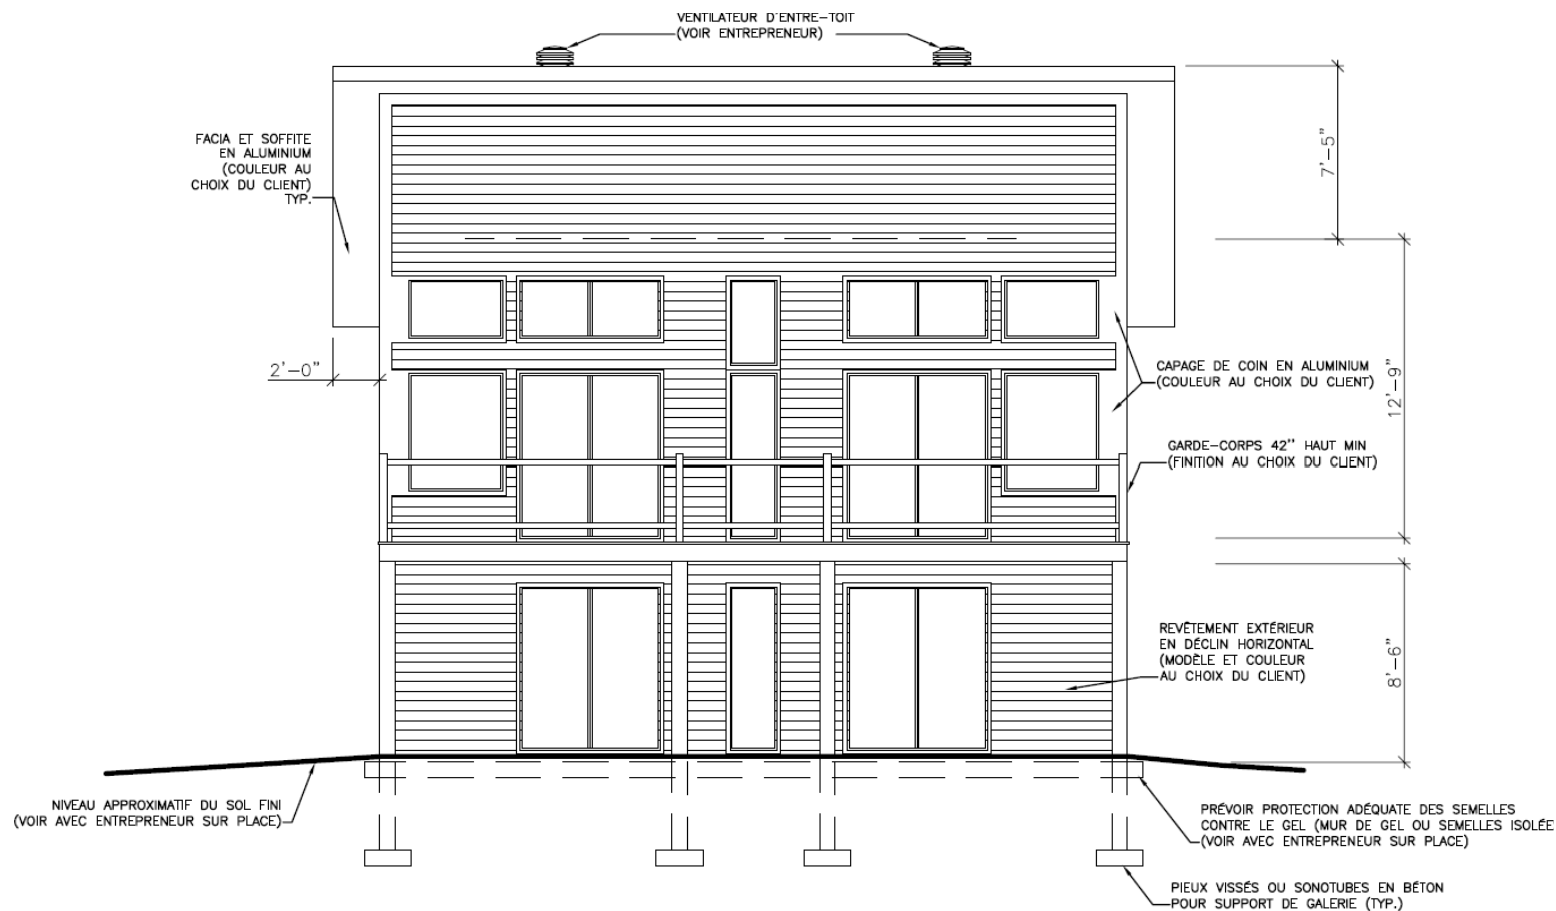 VENTILATEUR D'ENTRE-TOIT
(VOIR ENTREPRENEUR)
FACIA ET SOFFITE
EN ALUMINIUM
(COULEUR AU
CHOIX DU CLIENT)
TYP.
7'-5"
2'-0"
CAPAGE DE COIN EN ALUMINIUM
(COULEUR AU CHOIX DU CLIENT)
12'-9"
GARDE-CORPS 42" HAUT MIN
(FINITION AU CHOIX DU CLIENT)
REVÊTEMENT EXTÉRIEUR
EN DÉCLIN HORIZONTAL
(MODÈLE ET COULEUR
AU CHOIX DU CLIENT)
8'-6"
NIVEAU APPROXIMATIF DU SOL FINI
(VOIR AVEC ENTREPRENEUR SUR PLACE)
PRÉVOIR PROTECTION ADÉQUATE DES SEMELLES
CONTRE LE GEL (MUR DE GEL OU SEMELLES ISOLÉE
(VOIR AVEC ENTREPRENEUR SUR PLACE)
PIEUX VISSÉS OU SONOTUBES EN BÉTON
POUR SUPPORT DE GALERIE (TYP.)